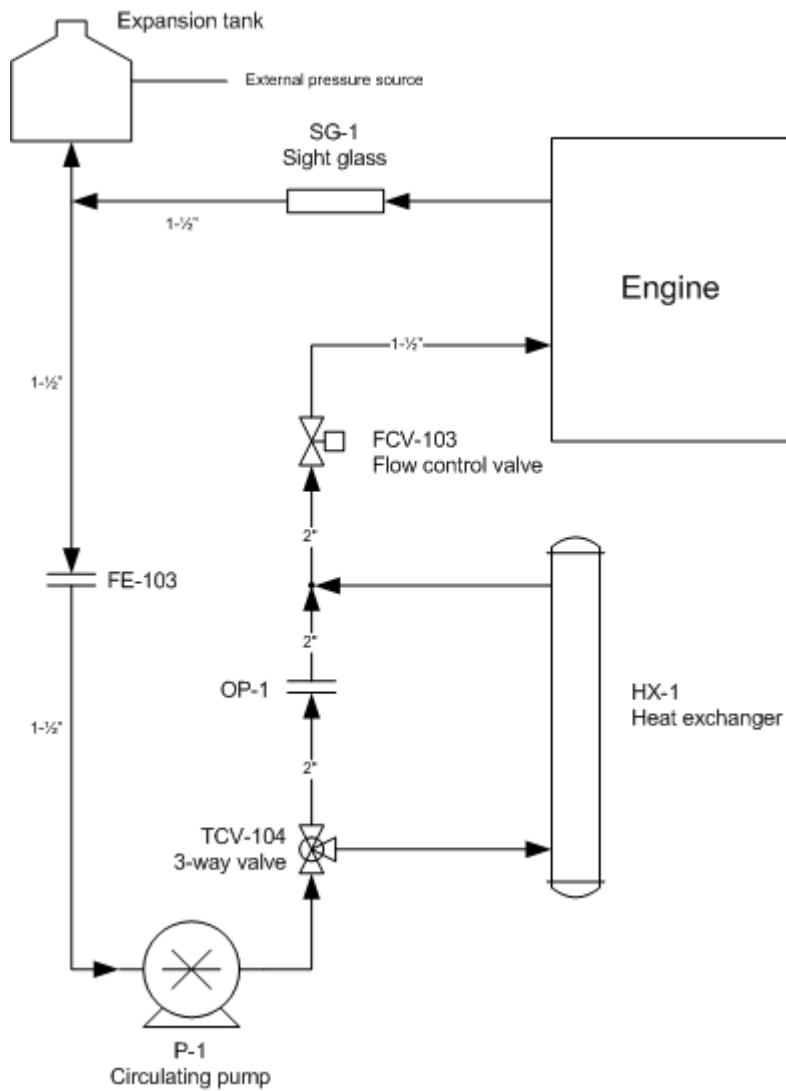 Expansion tank
External pressure source
SG-1
Sight glass
1-½"
Engine
1-½"
1-½"
FCV-103
Flow control valve
2"
FE-103
2"
OP-1
HX-1
Heat exchanger
1-½"
2"
TCV-104
3-way valve
P-1
Circulating pump